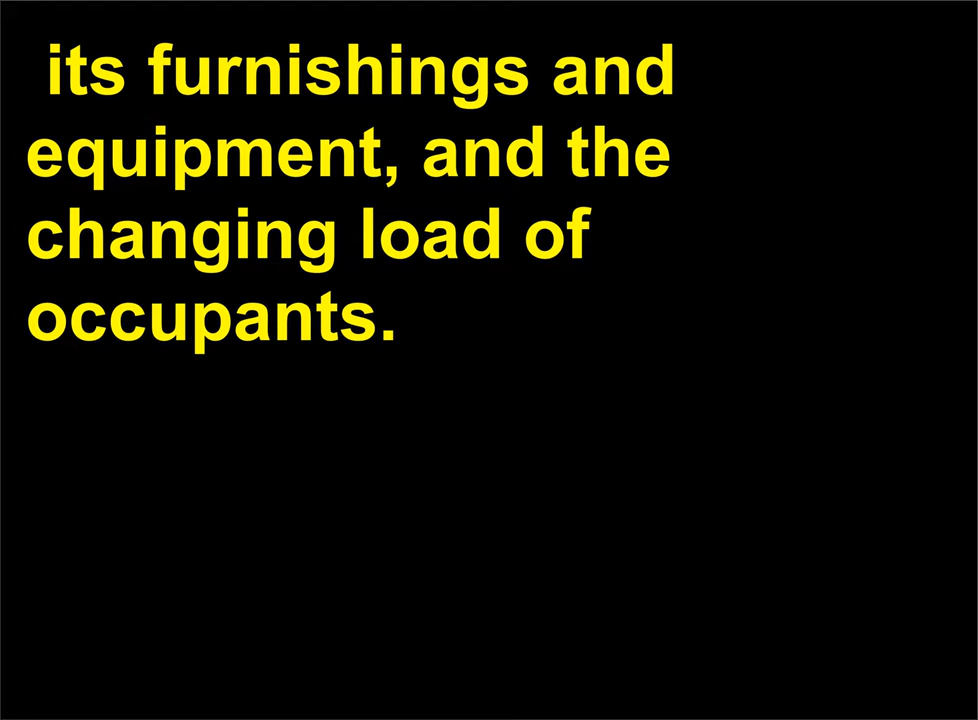 its furnishings and
equipment, and the
changing load of
occupants.